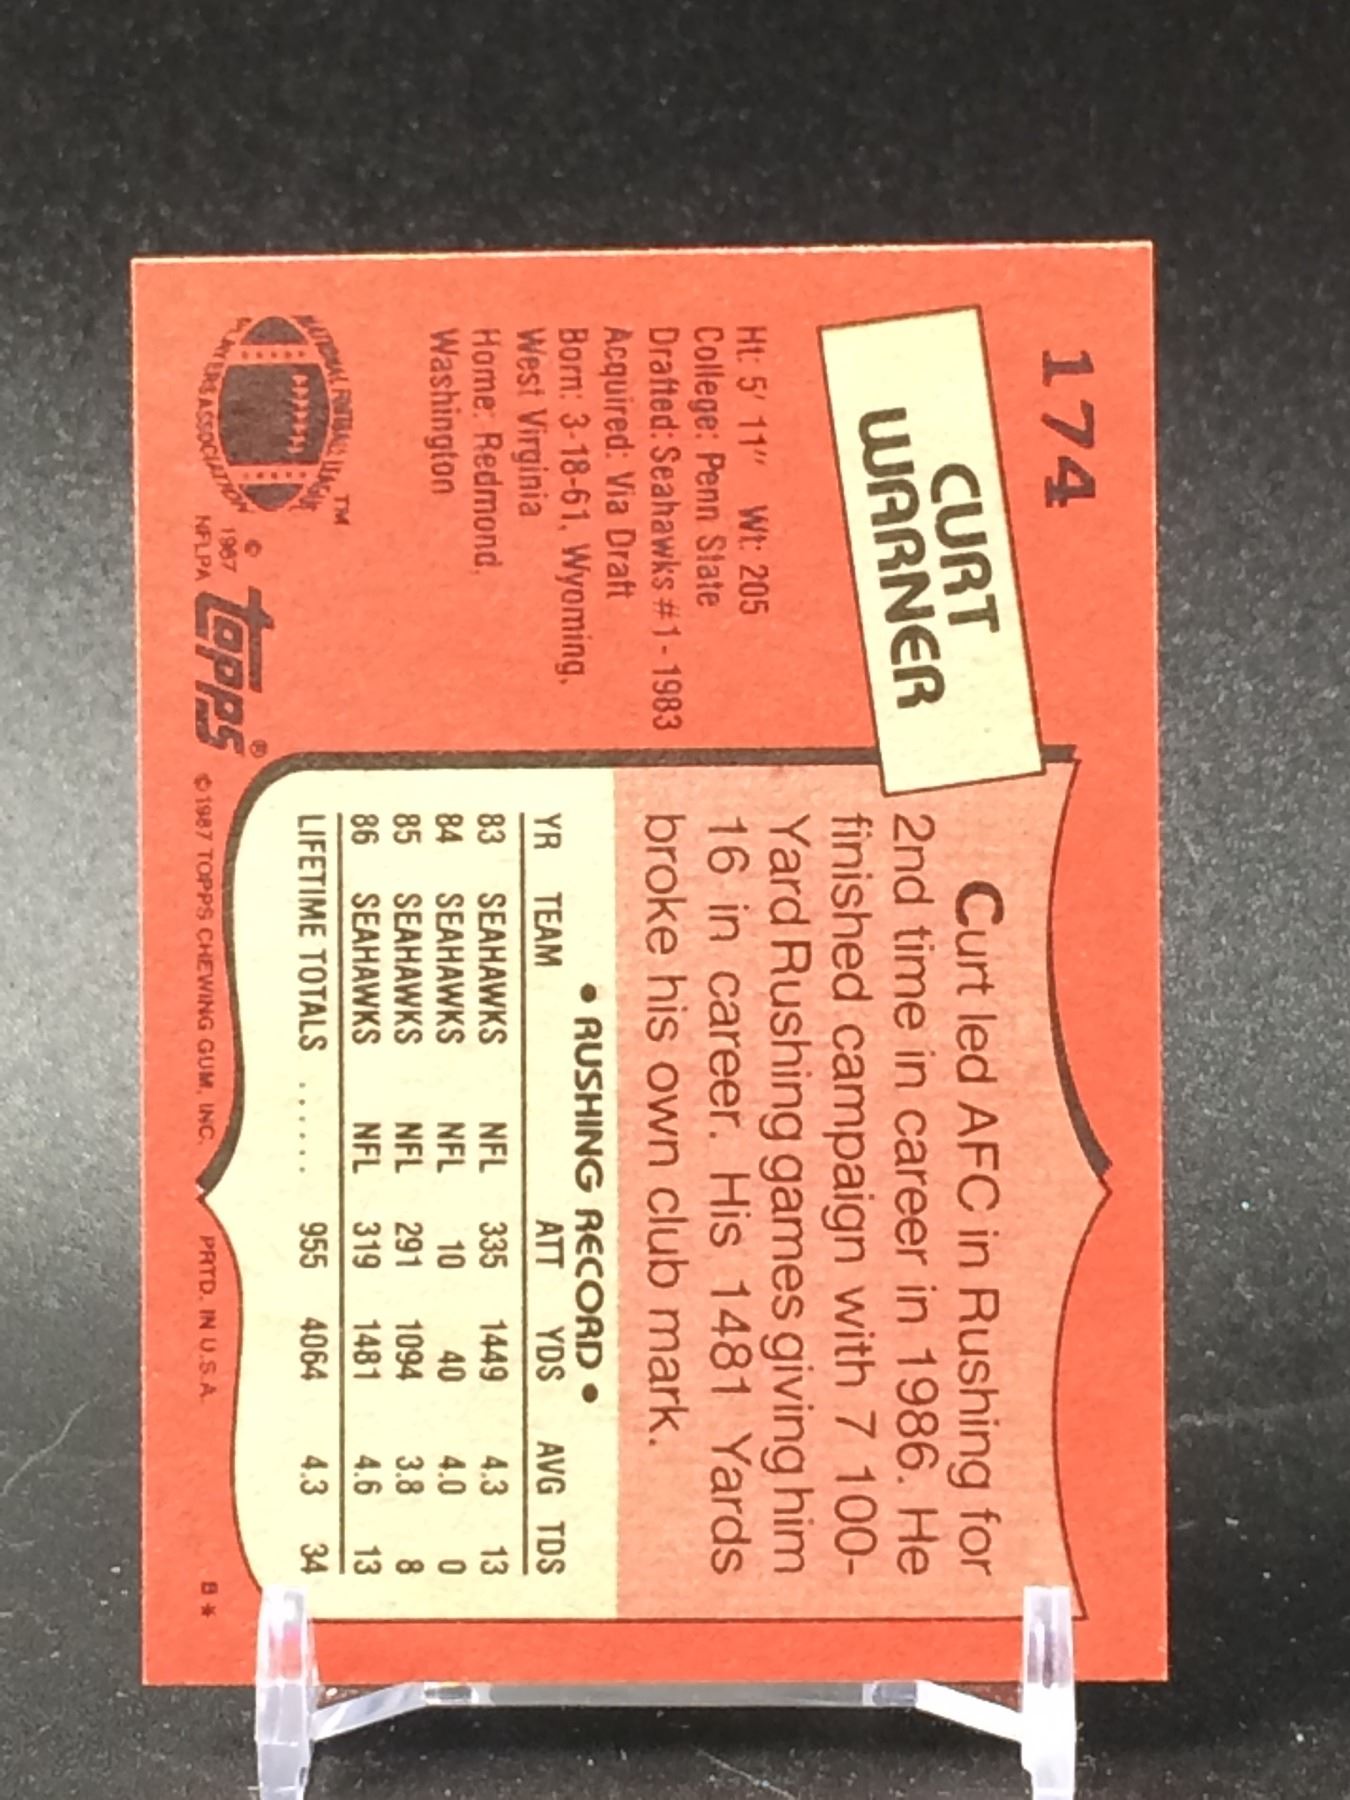 174
CURT
WARNER
Ht: 5' 11" Wt: 205
College: Penn State
Drafted: Seahawks #1 - 1983
Acquired: Via Draft
Born: 3-18-61, Wyoming,
West Virginia
Home: Redmond,
Washington
NATIONAL FOOTBALL LEAGUE
PLAYERS ASSOCIATION
TM
©
1987
NFLPA
topps®
Curt led AFC in Rushing for
2nd time in career in 1986. He
finished campaign with 7 100-
Yard Rushing games giving him
16 in career. His 1481 Yards
broke his own club mark.
• RUSHING RECORD •
YR TEAM ATT YDS AVG TDS
83 SEAHAWKS NFL 335 1449 4.3 13
84 SEAHAWKS NFL 10 40 4.0 0
85 SEAHAWKS NFL 291 1094 3.8 8
86 SEAHAWKS NFL 319 1481 4.6 13
LIFETIME TOTALS ...... 955 4064 4.3 34
© 1987 TOPPS CHEWING GUM, INC. PRTD. IN U.S.A. B*